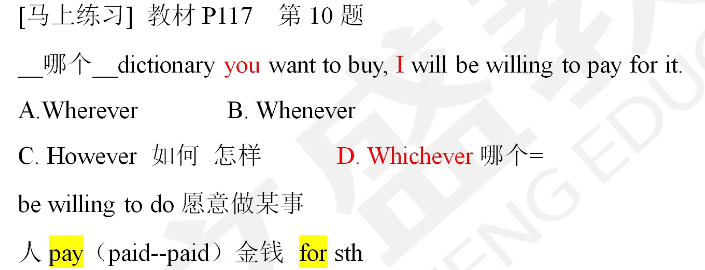 [马上练习] 教材 P117 第 10 题
__哪个__dictionary you want to buy, I will be willing to pay for it.
A.Wherever B. Whenever
C. However 如何 怎样 D. Whichever 哪个=
be willing to do 愿意做某事
人 pay（paid--paid）金钱 for sth